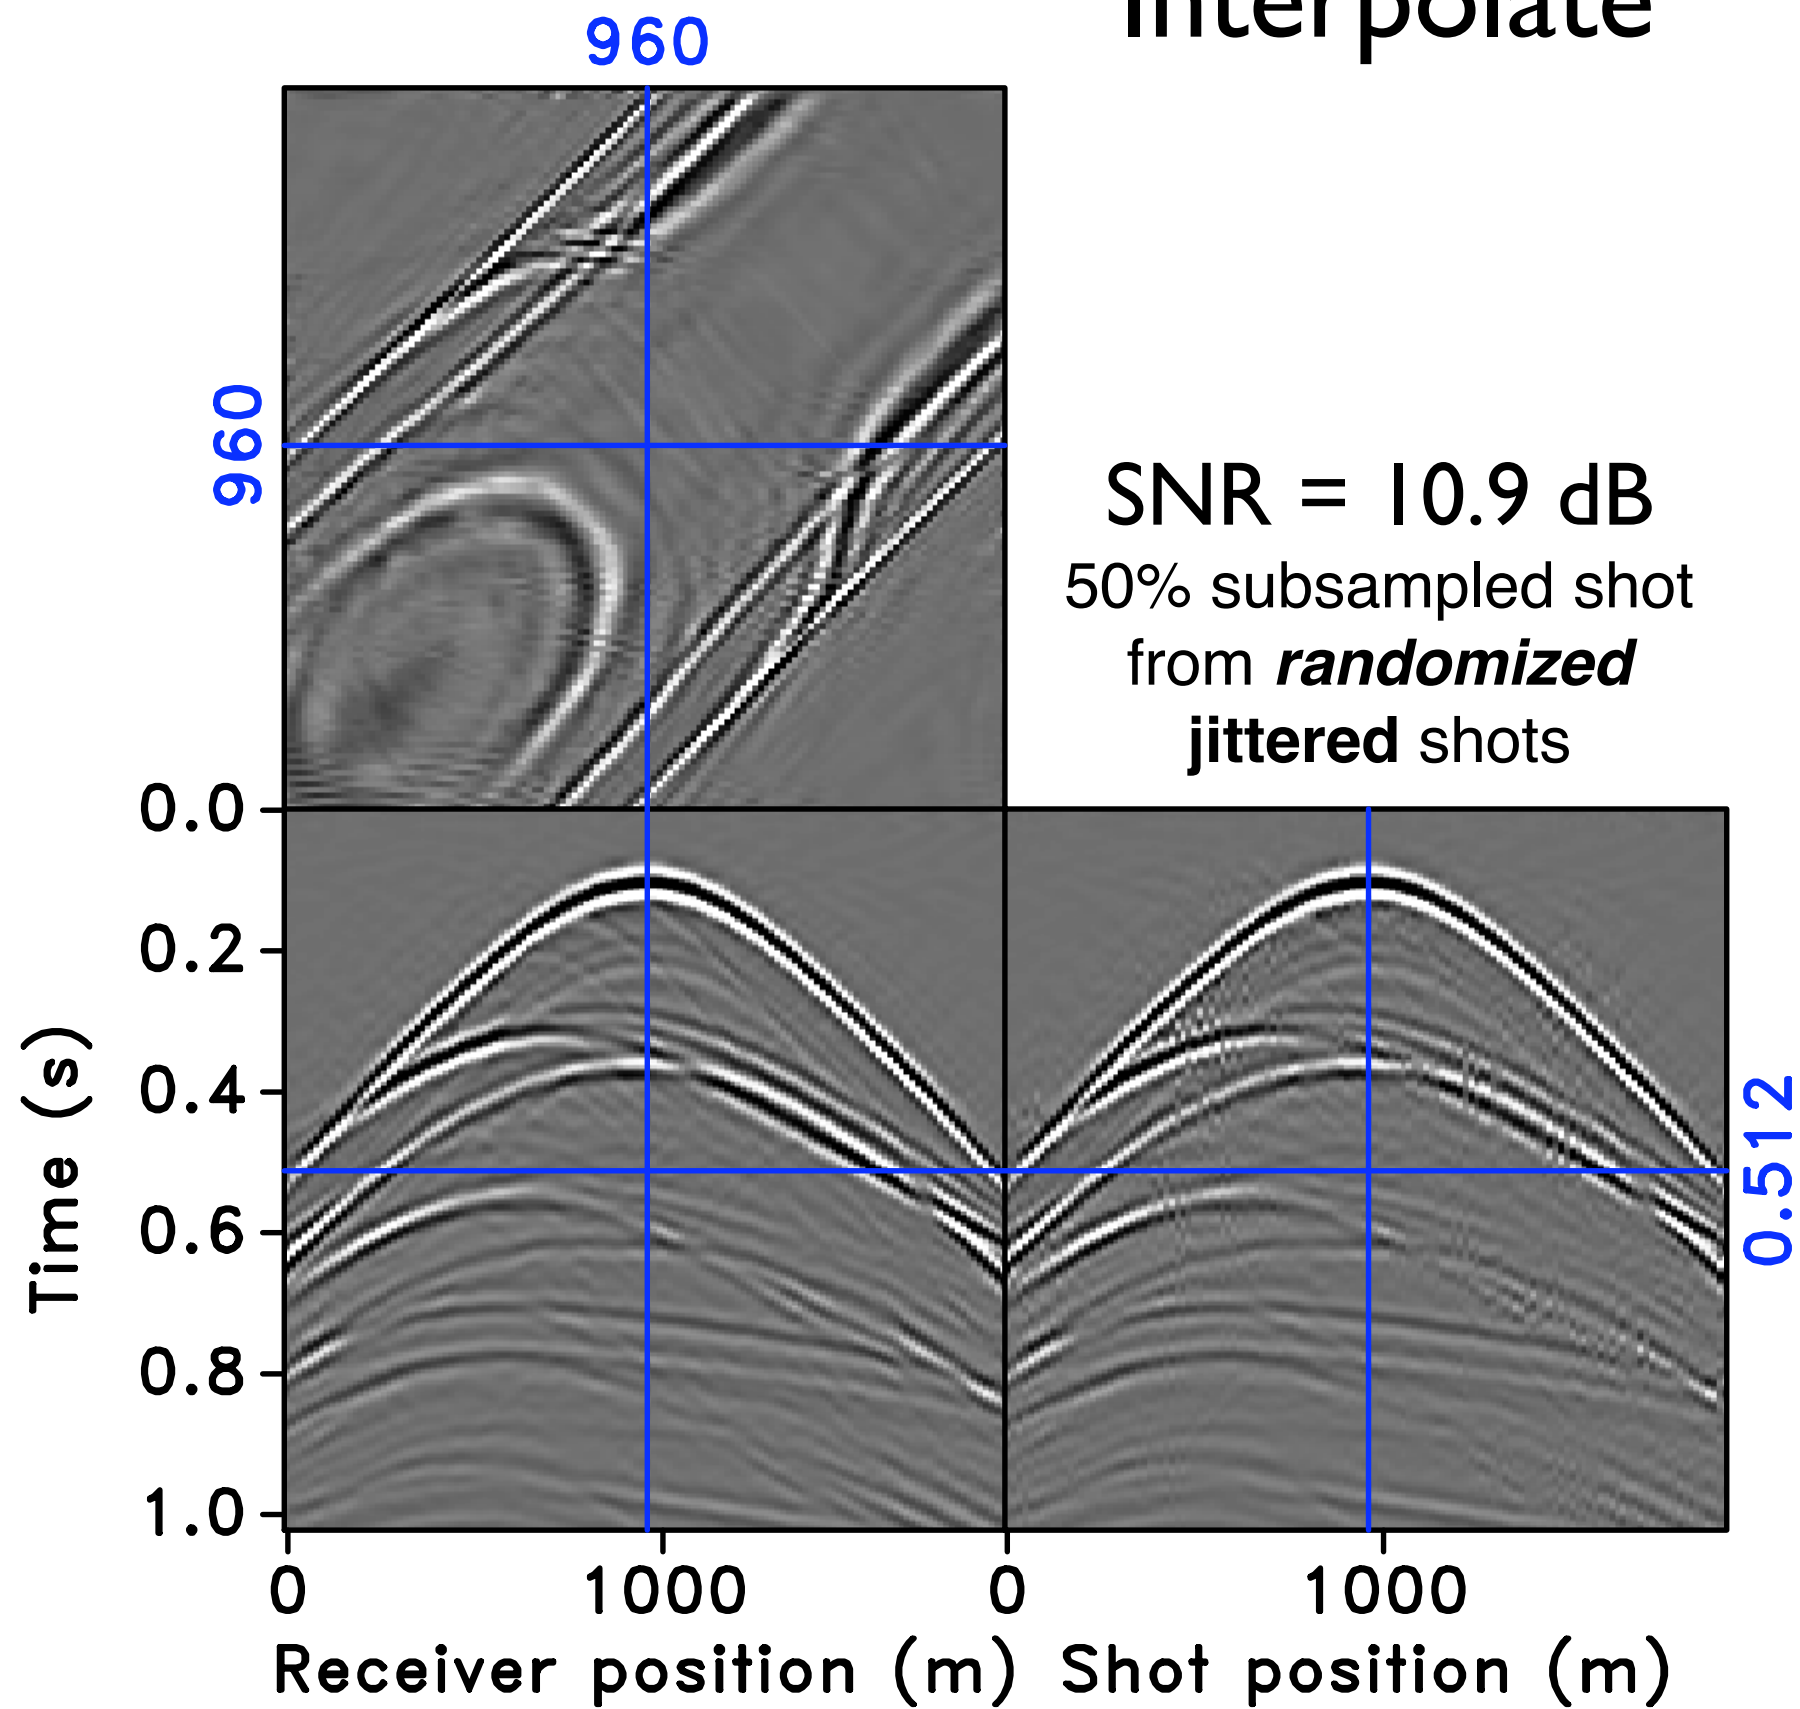 Interpolate
960
960
SNR = 10.9 dB
50% subsampled shot
from randomized
jittered shots
0.0
0.2
0.4
0.6
0.8
1.0
Time (s)
0.512
0 1000 0 1000
Receiver position (m) Shot position (m)